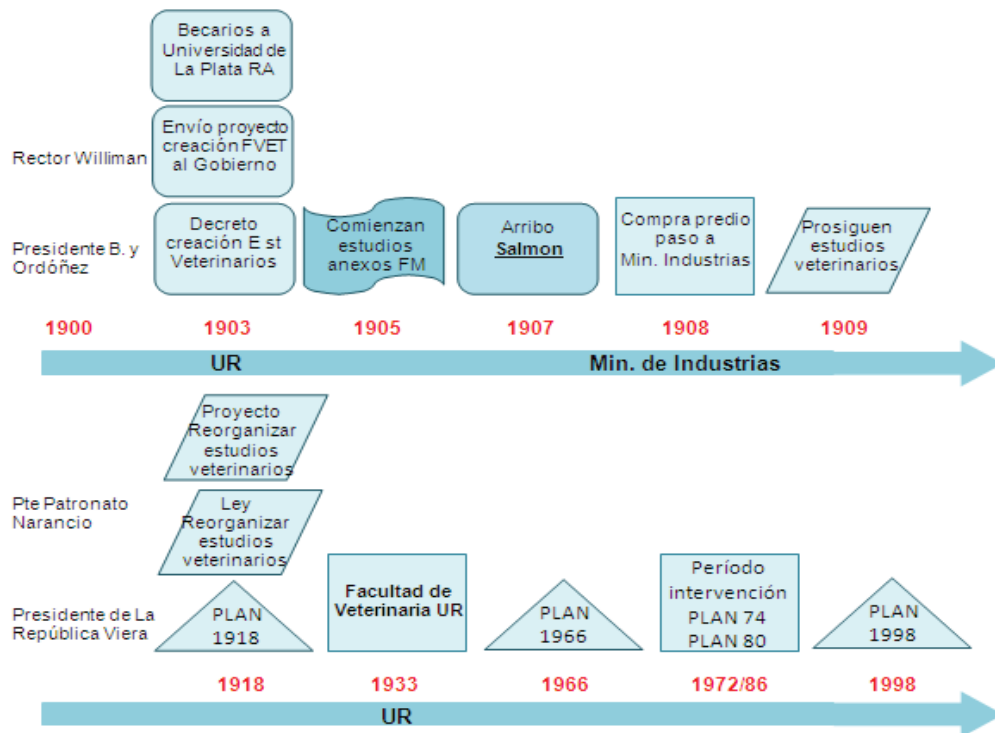 Becarios a
Universidad de
La Plata RA
Rector Williman
Envío proyecto
creación FVET
al Gobierno
Presidente B. y
Ordóñez
Decreto
creación E st
Veterinarios
Comienzan
estudios
anexos FM
Arribo
Salmon
Compra predio
paso a
Min. Industrias
Prosiguen
estudios
veterinarios
1900
1903
1905
1907
1908
1909
UR
Min. de Industrias
Proyecto
Reorganizar
estudios
veterinarios
Pte Patronato
Narancio
Ley
Reorganizar
estudios
veterinarios
Presidente de La
República Viera
PLAN
1918
Facultad de
Veterinaria UR
PLAN
1966
Período
intervención
PLAN 74
PLAN 80
PLAN
1998
1918
1933
1966
1972/86
1998
UR